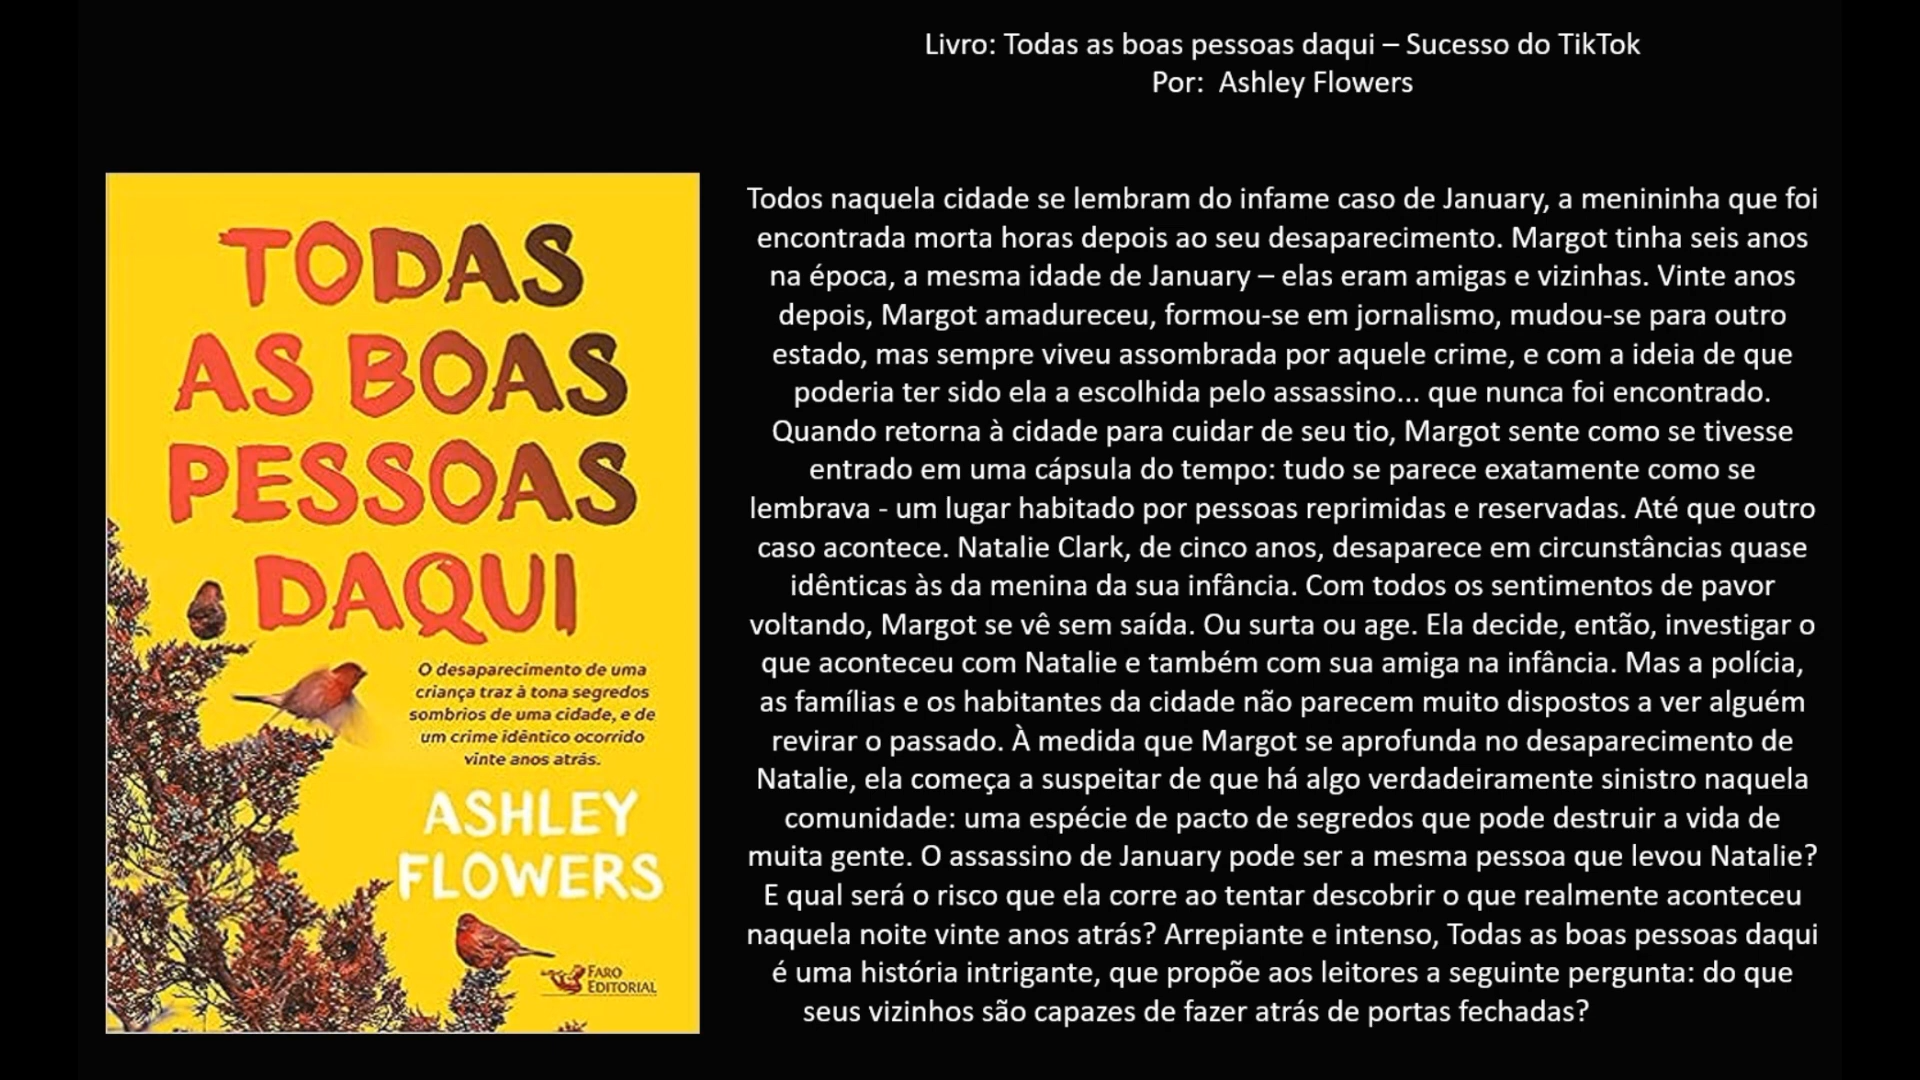 Livro: Todas as boas pessoas daqui – Sucesso do TikTok
Por:  Ashley Flowers
TODAS
AS BOAS
PESSOAS
DAQUI
O desaparecimento de uma
criança traz à tona segredos
sombrios de uma cidade, e de
um crime idêntico ocorrido
vinte anos atrás.
ASHLEY
FLOWERS
FARO
EDITORIAL
Todos naquela cidade se lembram do infame caso de January, a menininha que foi
encontrada morta horas depois ao seu desaparecimento. Margot tinha seis anos
na época, a mesma idade de January – elas eram amigas e vizinhas. Vinte anos
depois, Margot amadureceu, formou-se em jornalismo, mudou-se para outro
estado, mas sempre viveu assombrada por aquele crime, e com a ideia de que
poderia ter sido ela a escolhida pelo assassino... que nunca foi encontrado.
Quando retorna à cidade para cuidar de seu tio, Margot sente como se tivesse
entrado em uma cápsula do tempo: tudo se parece exatamente como se
lembrava - um lugar habitado por pessoas reprimidas e reservadas. Até que outro
caso acontece. Natalie Clark, de cinco anos, desaparece em circunstâncias quase
idênticas às da menina da sua infância. Com todos os sentimentos de pavor
voltando, Margot se vê sem saída. Ou surta ou age. Ela decide, então, investigar o
que aconteceu com Natalie e também com sua amiga na infância. Mas a polícia,
as famílias e os habitantes da cidade não parecem muito dispostos a ver alguém
revirar o passado. À medida que Margot se aprofunda no desaparecimento de
Natalie, ela começa a suspeitar de que há algo verdadeiramente sinistro naquela
comunidade: uma espécie de pacto de segredos que pode destruir a vida de
muita gente. O assassino de January pode ser a mesma pessoa que levou Natalie?
E qual será o risco que ela corre ao tentar descobrir o que realmente aconteceu
naquela noite vinte anos atrás? Arrepiante e intenso, Todas as boas pessoas daqui
é uma história intrigante, que propõe aos leitores a seguinte pergunta: do que
seus vizinhos são capazes de fazer atrás de portas fechadas?